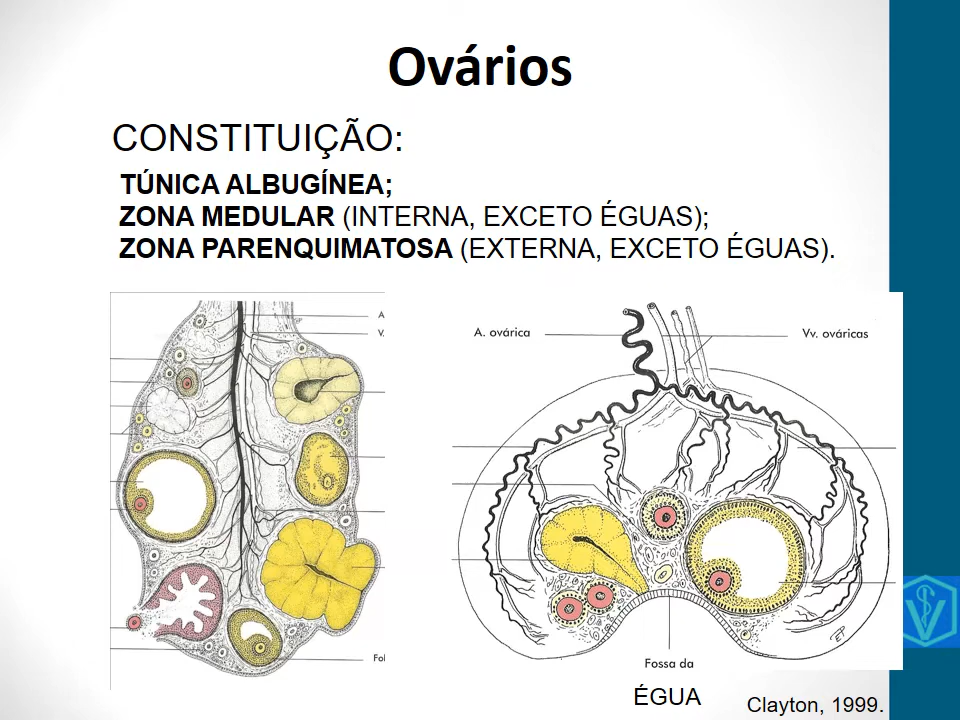 Ovários
CONSTITUIÇÃO:
TÚNICA ALBUGÍNEA;
ZONA MEDULAR (INTERNA, EXCETO ÉGUAS);
ZONA PARENQUIMATOSA (EXTERNA, EXCETO ÉGUAS).
A
V.
Fol
A. ovárica
Vv. ováricas
Fossa da
ÉGUA
Clayton, 1999.